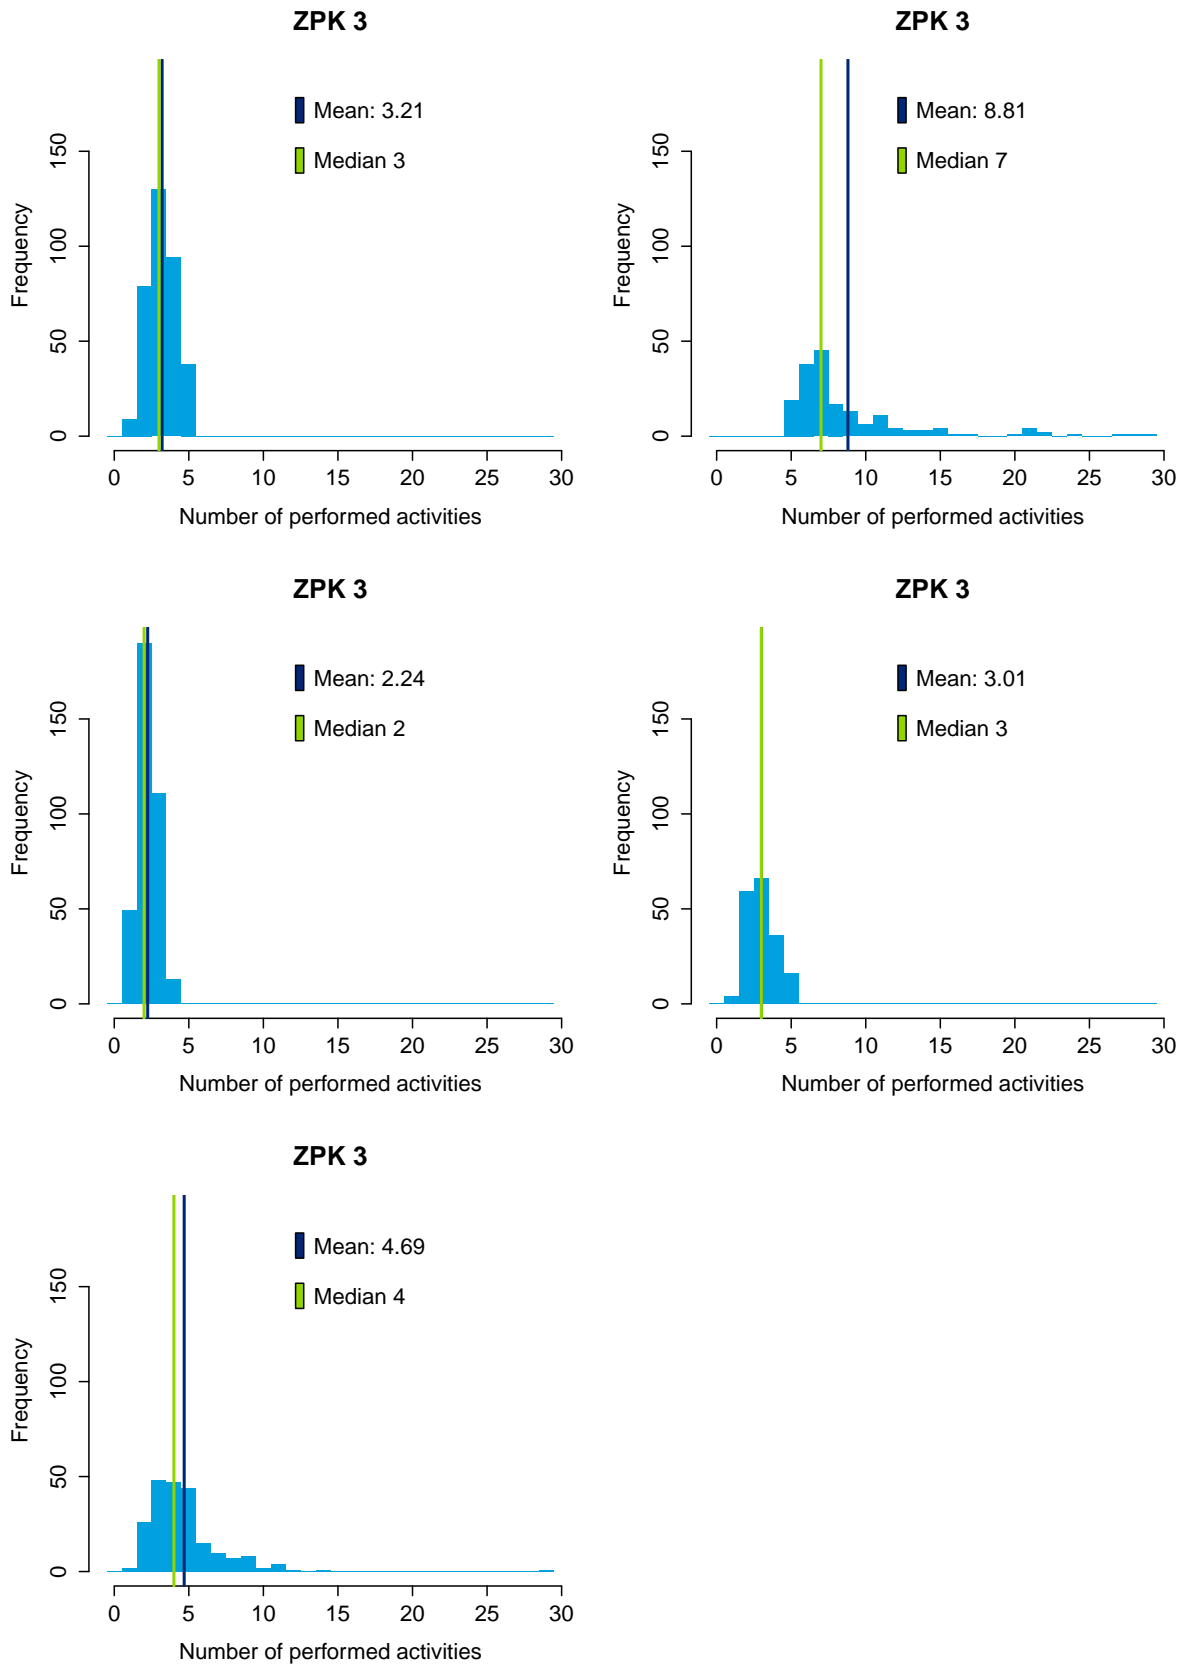 ZPK 3
Mean: 3.21
Median 3
Frequency
0 50 100 150
0 5 10 15 20 25 30
Number of performed activities
ZPK 3
Mean: 8.81
Median 7
Frequency
0 50 100 150
0 5 10 15 20 25 30
Number of performed activities
ZPK 3
Mean: 2.24
Median 2
Frequency
0 50 100 150
0 5 10 15 20 25 30
Number of performed activities
ZPK 3
Mean: 3.01
Median 3
Frequency
0 50 100 150
0 5 10 15 20 25 30
Number of performed activities
ZPK 3
Mean: 4.69
Median 4
Frequency
0 50 100 150
0 5 10 15 20 25 30
Number of performed activities